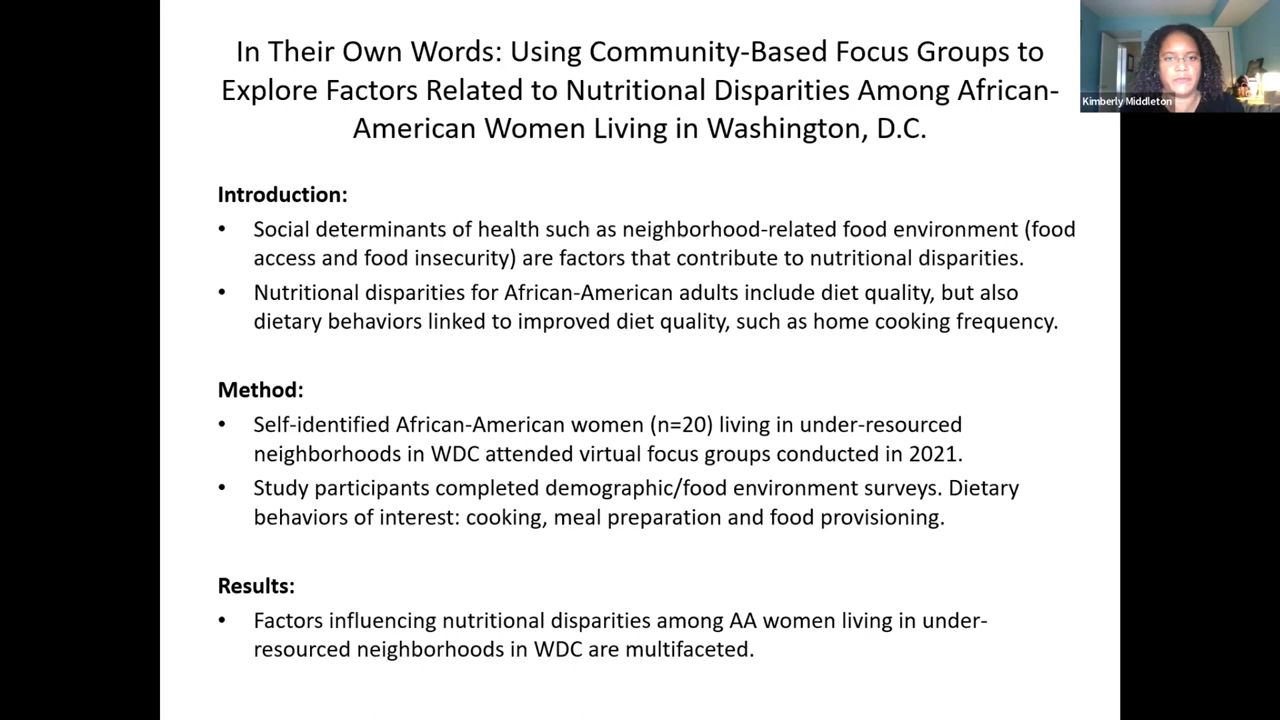 In Their Own Words: Using Community-Based Focus Groups to
Explore Factors Related to Nutritional Disparities Among African-
American Women Living in Washington, D.C.
Kimberly Middleton
Introduction:
• Social determinants of health such as neighborhood-related food environment (food
access and food insecurity) are factors that contribute to nutritional disparities.
• Nutritional disparities for African-American adults include diet quality, but also
dietary behaviors linked to improved diet quality, such as home cooking frequency.
Method:
• Self-identified African-American women (n=20) living in under-resourced
neighborhoods in WDC attended virtual focus groups conducted in 2021.
• Study participants completed demographic/food environment surveys. Dietary
behaviors of interest: cooking, meal preparation and food provisioning.
Results:
• Factors influencing nutritional disparities among AA women living in under-
resourced neighborhoods in WDC are multifaceted.